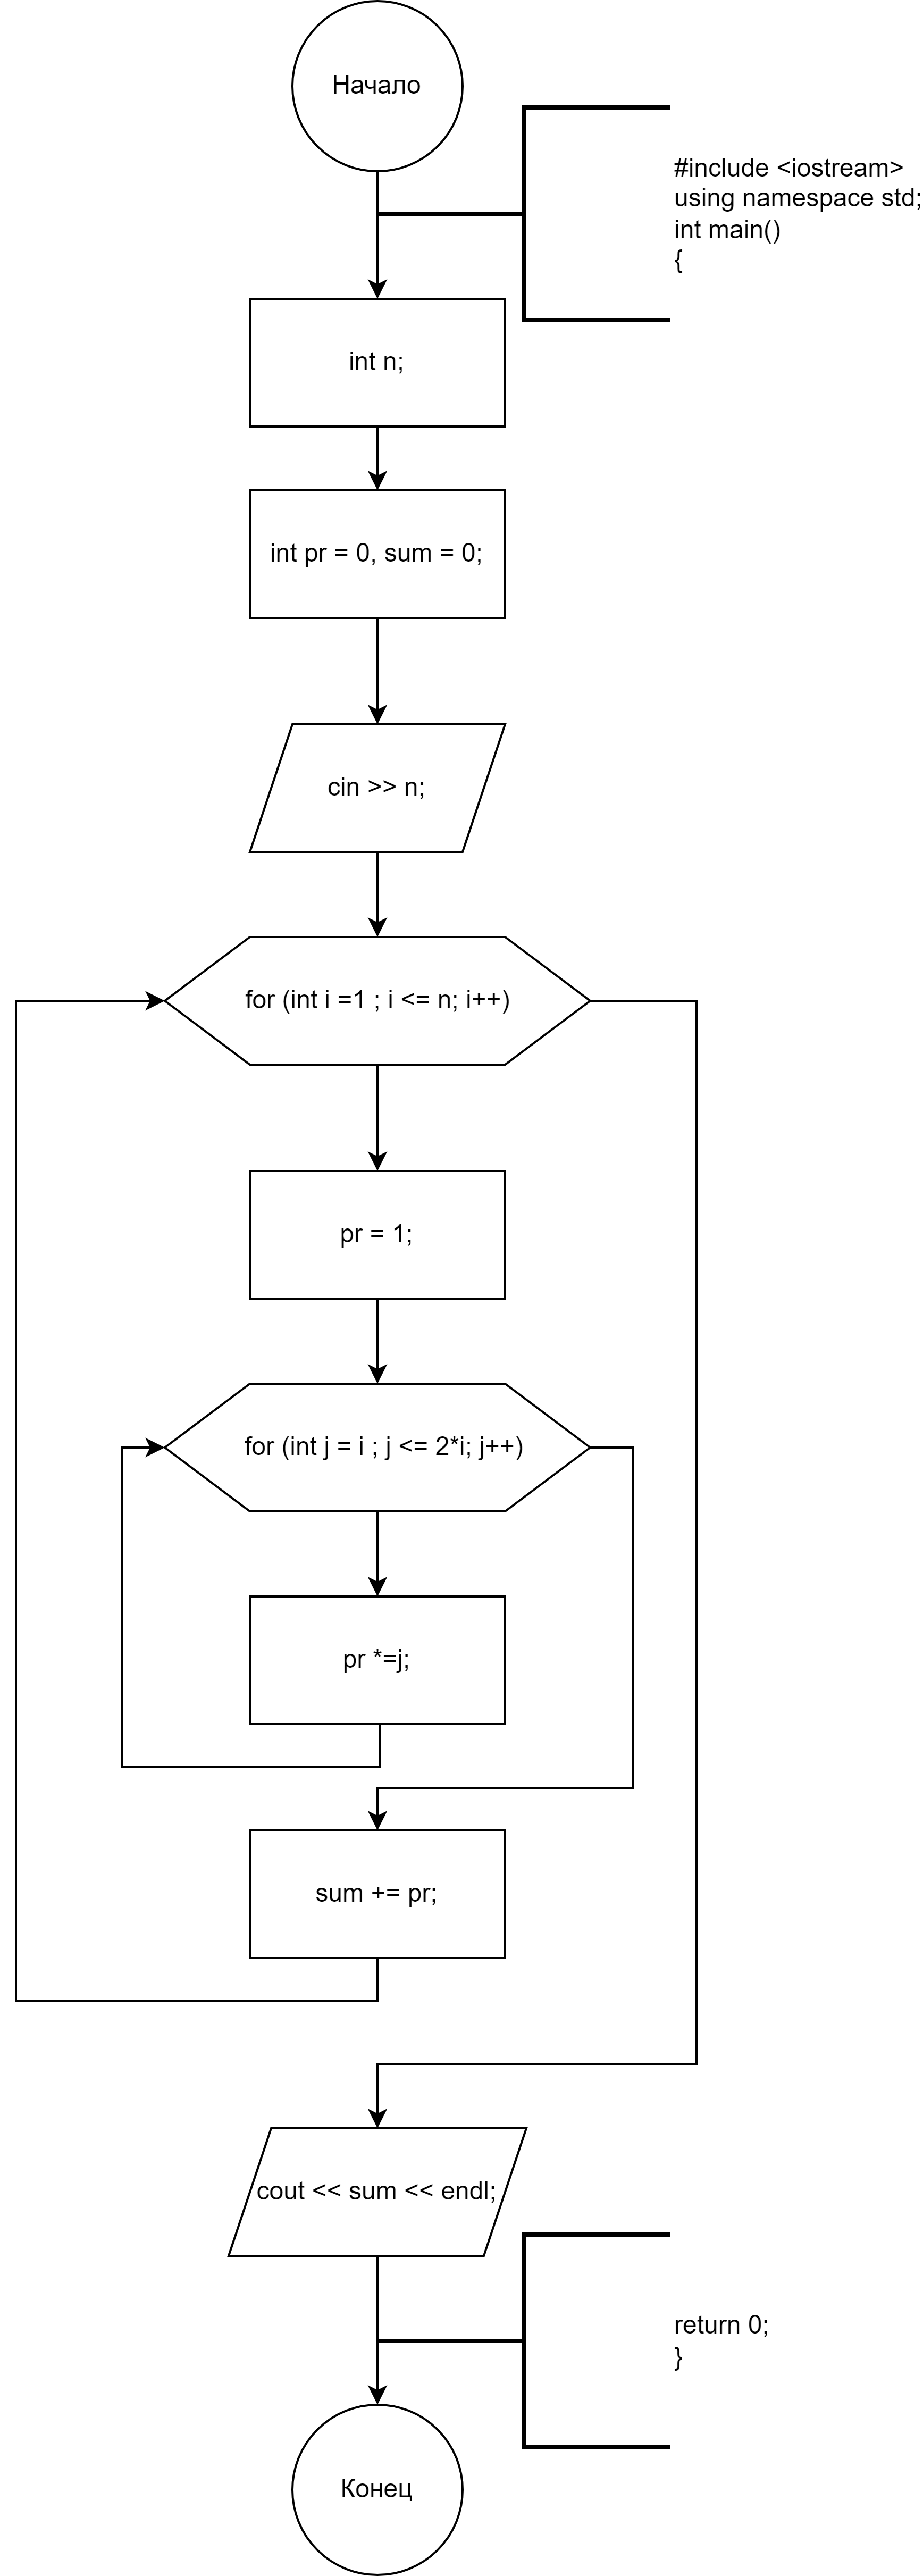 Начало
#include <iostream>
using namespace std;
int main()
{
int n;
int pr = 0, sum = 0;
cin >> n;
for (int i =1 ; i <= n; i++)
pr = 1;
for (int j = i ; j <= 2*i; j++)
pr *=j;
sum += pr;
cout << sum << endl;
return 0;
}
Конец